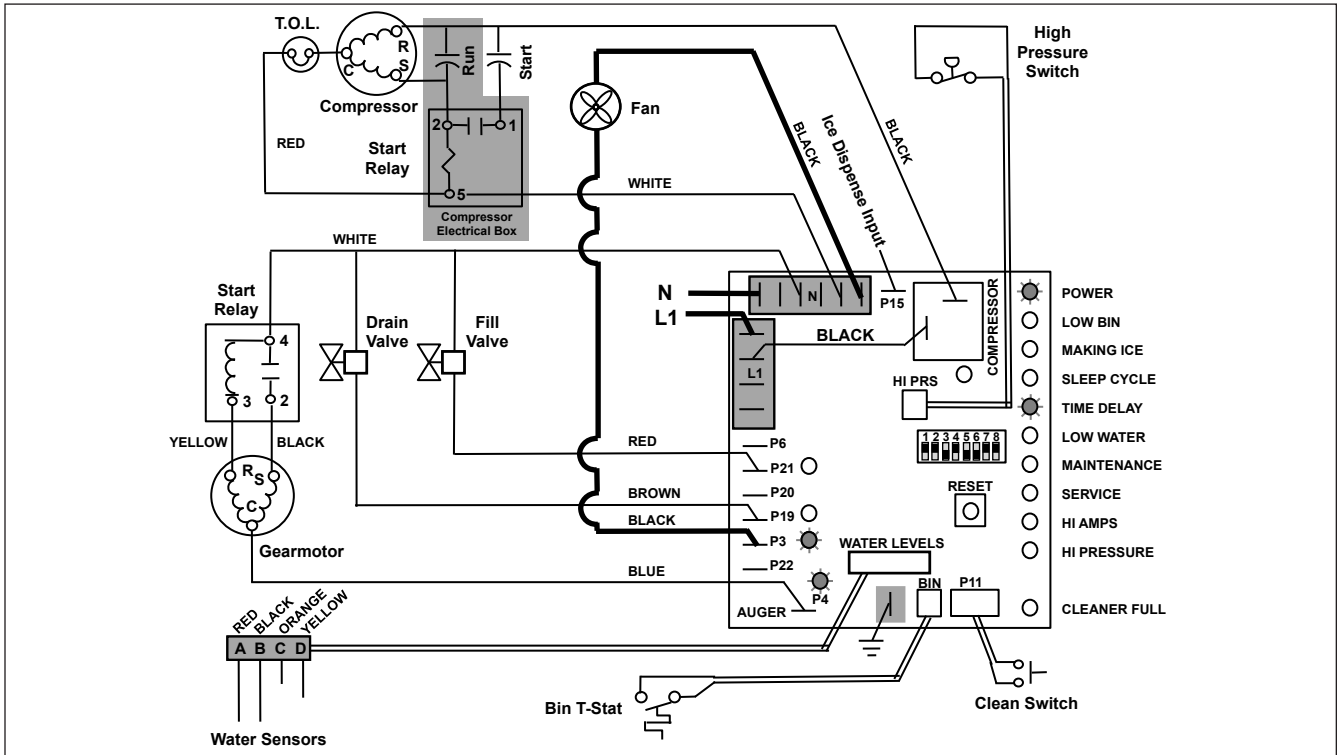 T.O.L.
R
C
S
Compressor
Run
Start
RED
2
1
Start
Relay
5
Compressor
Electrical Box
Fan
BLACK
Ice Dispense Input
BLACK
High
Pressure
Switch
WHITE
WHITE
N
L1
N
P15
BLACK
L1
COMPRESSOR
HI PRS
Start
Relay
4
3
2
YELLOW
BLACK
Drain
Valve
Fill
Valve
R
S
C
Gearmotor
RED
BROWN
BLACK
BLUE
P6
P21
P20
P19
P3
P22
P4
AUGER
1 2 3 4 5 6 7 8
RESET
WATER LEVELS
BIN
P11
POWER
LOW BIN
MAKING ICE
SLEEP CYCLE
TIME DELAY
LOW WATER
MAINTENANCE
SERVICE
HI AMPS
HI PRESSURE
CLEANER FULL
RED
BLACK
ORANGE
YELLOW
A B C D
Water Sensors
Bin T-Stat
Clean Switch